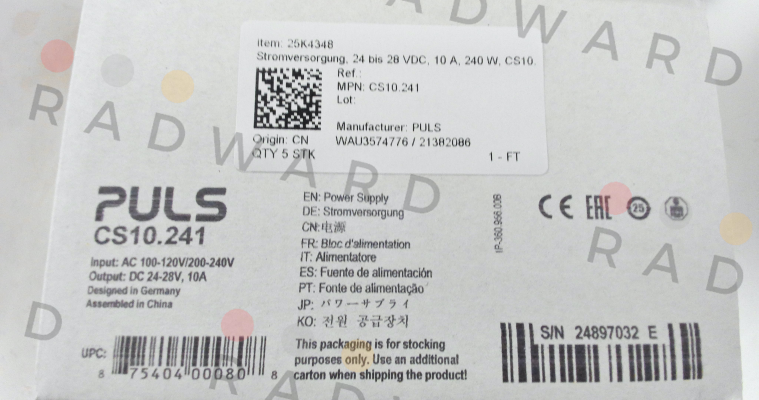 item: 25K4348
Stromversorgung, 24 bis 28 VDC, 10 A, 240 W, CS10.
Ref.:
MPN: CS10.241
Lot:
Manufacturer: PULS
Origin: CN
WAU3574776 / 21382086
QTY 5 STK
1 - FT
PULS
CS10.241
Input: AC 100-120V/200-240V
Output: DC 24-28V, 10A
Designed in Germany
Assembled in China
EN: Power Supply
DE: Stromversorgung
CN: 电源
FR: Bloc d'alimentation
IT: Alimentatore
ES: Fuente de alimentación
PT: Fonte de alimentação
JP: パワーサプライ
KO: 전원 공급장치
This packaging is for stocking
purposes only. Use an additional
carton when shipping the product!
CE EAC 25
S/N 24897032 E
UPC:
8 75404 00080 8
RADWARD
RADWARD
RAD
D
RADWARD